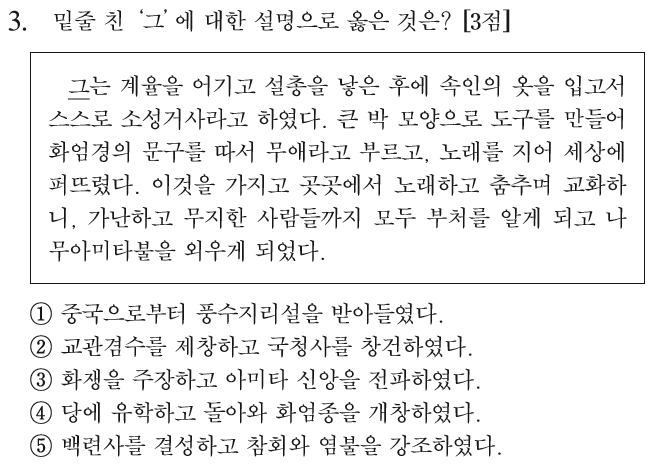 3. 밑줄 친 ‘그’에 대한 설명으로 옳은 것은? [3점]
그는 계율을 어기고 설총을 낳은 후에 속인의 옷을 입고서
스스로 소성거사라고 하였다. 큰 박 모양으로 도구를 만들어
화엄경의 문구를 따서 무애라고 부르고, 노래를 지어 세상에
퍼뜨렸다. 이것을 가지고 곳곳에서 노래하고 춤추며 교화하
니, 가난하고 무지한 사람들까지 모두 부처를 알게 되고 나
무아미타불을 외우게 되었다.
① 중국으로부터 풍수지리설을 받아들였다.
② 교관겸수를 제창하고 국청사를 창건하였다.
③ 화쟁을 주장하고 아미타 신앙을 전파하였다.
④ 당에 유학하고 돌아와 화엄종을 개창하였다.
⑤ 백련사를 결성하고 참회와 염불을 강조하였다.